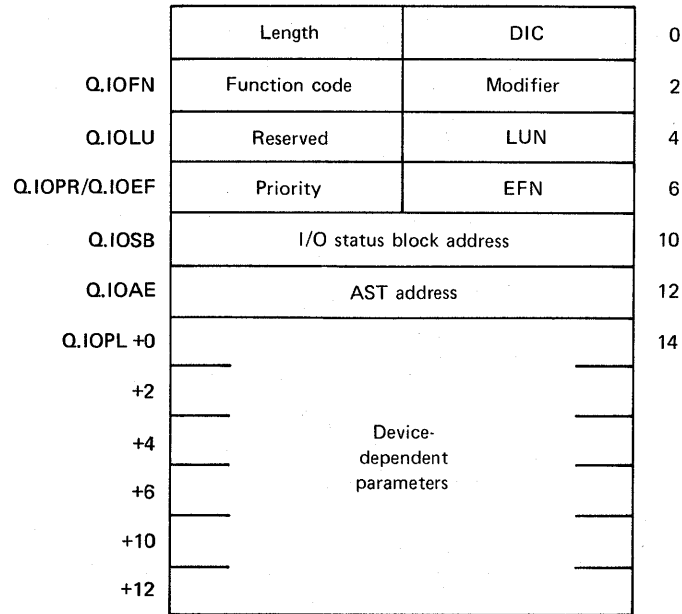 Length DIC 0
Q.IOFN Function code Modifier 2
Q.IOLU Reserved LUN 4
Q.IOPR/Q.IOEF Priority EFN 6
Q.IOSB I/O status block address 10
Q.IOAE AST address 12
Q.IOPL +0 14
+2
Device-
+4
dependent
parameters
+6
+10
+12